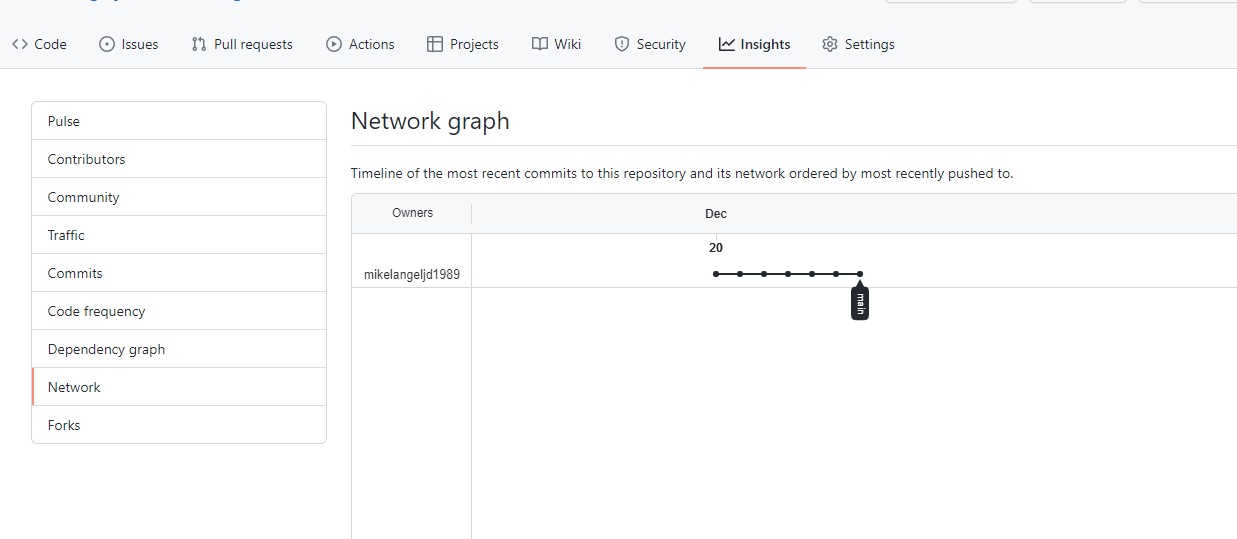 Code Issues Pull requests Actions Projects Wiki Security Insights Settings
Pulse
Contributors
Community
Traffic
Commits
Code frequency
Dependency graph
Network
Forks
Network graph
Timeline of the most recent commits to this repository and its network ordered by most recently pushed to.
Owners
Dec
20
mikelangeljd1989
main